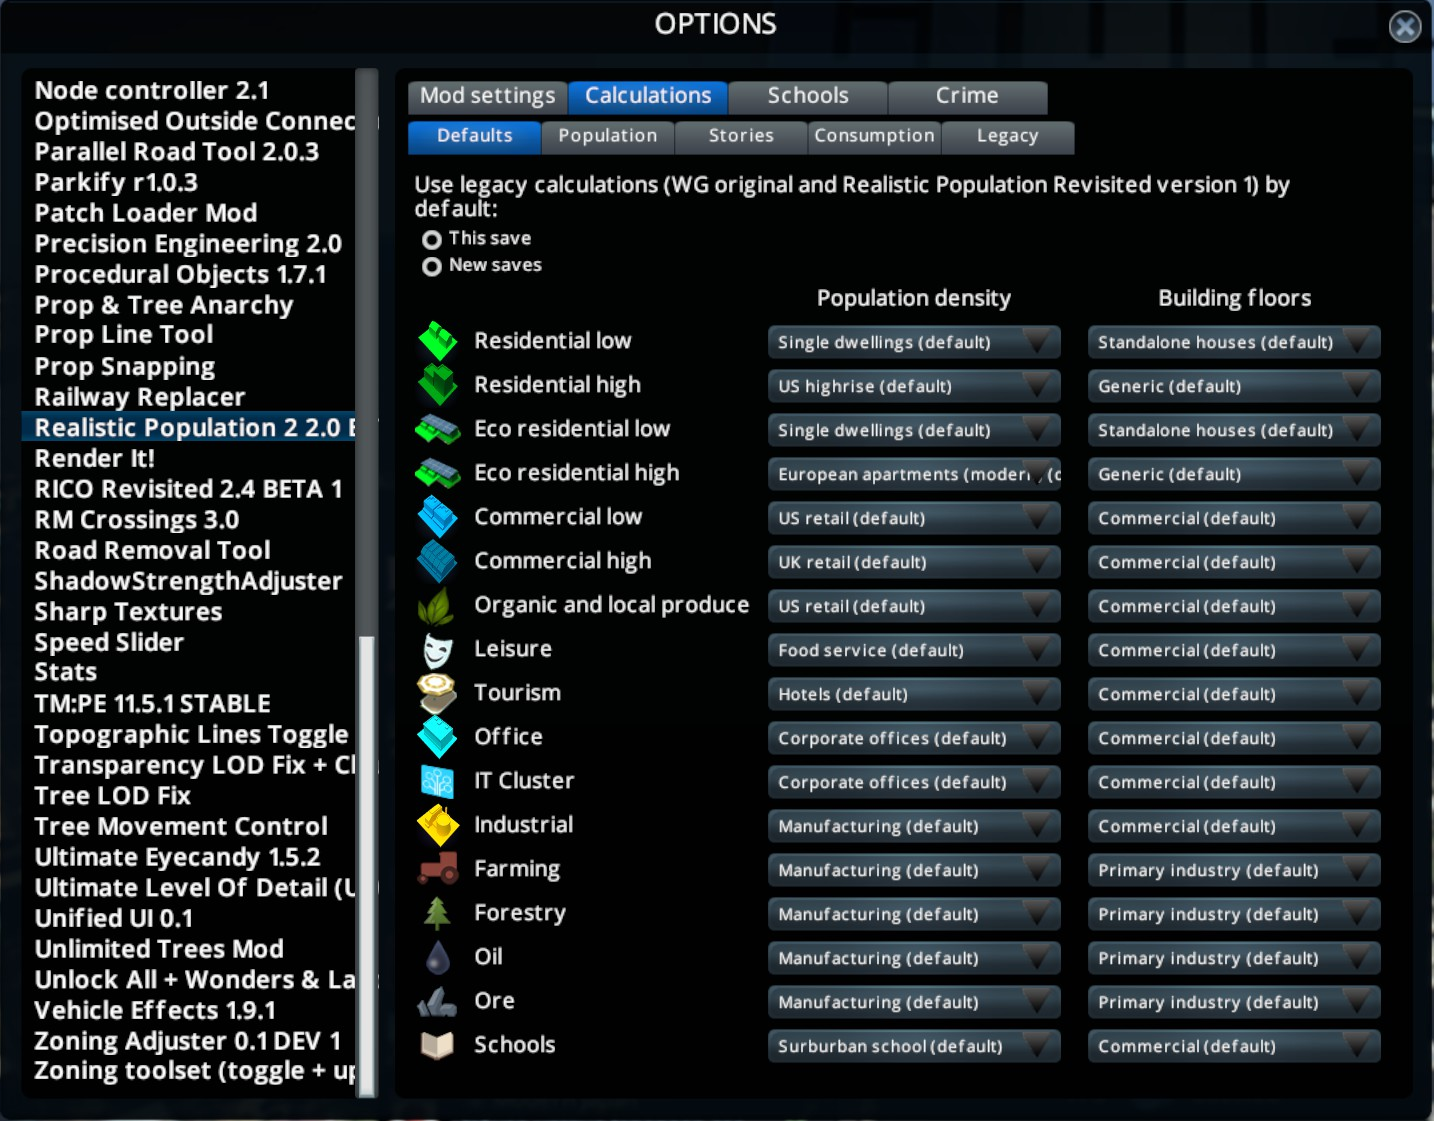 OPTIONS
Node controller 2.1
Optimised Outside Connec
Parallel Road Tool 2.0.3
Parkify r1.0.3
Patch Loader Mod
Precision Engineering 2.0
Procedural Objects 1.7.1
Prop & Tree Anarchy
Prop Line Tool
Prop Snapping
Railway Replacer
Realistic Population 2 2.0 B
Render It!
RICO Revisited 2.4 BETA 1
RM Crossings 3.0
Road Removal Tool
ShadowStrengthAdjuster
Sharp Textures
Speed Slider
Stats
TM:PE 11.5.1 STABLE
Topographic Lines Toggle
Transparency LOD Fix +
Tree LOD Fix
Tree Movement Control
Ultimate Eyecandy 1.5.2
Ultimate Level Of Detail (U
Unified UI 0.1
Unlimited Trees Mod
Unlock All + Wonders & La
Vehicle Effects 1.9.1
Zoning Adjuster 0.1 DEV 1
Zoning toolset (toggle + up
Mod settings Calculations Schools Crime
Defaults Population Stories Consumption Legacy
Use legacy calculations (WG original and Realistic Population Revisited version 1) by
default:
This save
New saves
Population density Building floors
Residential low Single dwellings (default) Standalone houses (default)
Residential high US highrise (default) Generic (default)
Eco residential low Single dwellings (default) Standalone houses (default)
Eco residential high European apartments (modern) (d Generic (default)
Commercial low US retail (default) Commercial (default)
Commercial high UK retail (default) Commercial (default)
Organic and local produce US retail (default) Commercial (default)
Leisure Food service (default) Commercial (default)
Tourism Hotels (default) Commercial (default)
Office Corporate offices (default) Commercial (default)
IT Cluster Corporate offices (default) Commercial (default)
Industrial Manufacturing (default) Commercial (default)
Farming Manufacturing (default) Primary industry (default)
Forestry Manufacturing (default) Primary industry (default)
Oil Manufacturing (default) Primary industry (default)
Ore Manufacturing (default) Primary industry (default)
Schools Surburban school (default) Commercial (default)